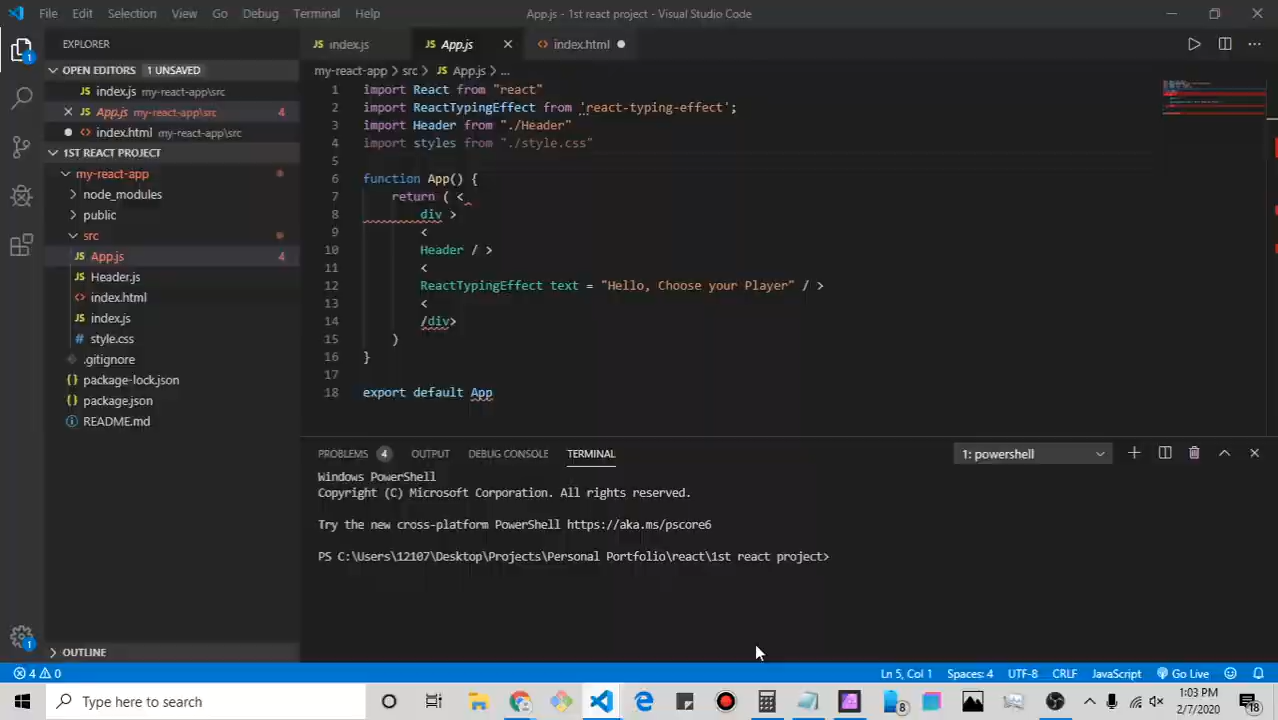 File Edit Selection View Go Debug Terminal Help App.js - 1st react project - Visual Studio Code
EXPLORER
OPEN EDITORS 1 UNSAVED
index.js my-react-app\src
App.js my-react-app\src 4
index.html my-react-app\src
1ST REACT PROJECT
my-react-app
node_modules
public
src
App.js 4
Header.js
index.html
index.js
style.css
.gitignore
package-lock.json
package.json
README.md
OUTLINE
JS index.js JS App.js <> index.html
my-react-app > src > JS App.js > ...
1 import React from "react"
2 import ReactTypingEffect from 'react-typing-effect';
3 import Header from "./Header"
4 import styles from "./style.css"
5
6 function App() {
7 return ( <
8 div >
9 <
10 Header / >
11 <
12 ReactTypingEffect text = "Hello, Choose your Player" / >
13 <
14 /div>
15 )
16 }
17
18 export default App
PROBLEMS 4 OUTPUT DEBUG CONSOLE TERMINAL 1: powershell
Windows PowerShell
Copyright (C) Microsoft Corporation. All rights reserved.
Try the new cross-platform PowerShell https://aka.ms/pscore6
PS C:\Users\12107\Desktop\Projects\Personal Portfolio\react\1st react project>
4 0 Ln 5, Col 1 Spaces: 4 UTF-8 CRLF JavaScript Go Live
Type here to search 8 1:03 PM
2/7/2020 18